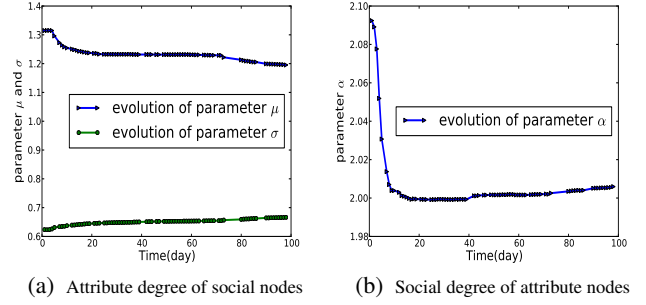 1.4
1.3
1.2
1.1
1.0
0.9
0.8
0.7
0.6
0 20 40 60 80 100
parameter μ and σ
Time(day)
evolution of parameter μ
evolution of parameter σ
(a) Attribute degree of social nodes
2.10
2.08
2.06
2.04
2.02
2.00
1.98
0 20 40 60 80 100
parameter α
Time(day)
evolution of parameter α
(b) Social degree of attribute nodes